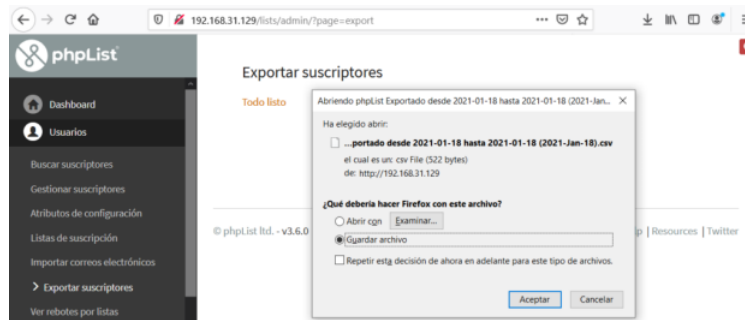 192.168.31.129/lists/admin/?page=export
phpList
Exportar suscriptores
Dashboard
Todo listo
Usuarios
Buscar suscriptores
Gestionar suscriptores
Atributos de configuración
Listas de suscripción
Importar correos electrónicos
Exportar suscriptores
Ver rebotes por listas
Abriendo phpList Exportado desde 2021-01-18 hasta 2021-01-18 (2021-Jan...
Ha elegido abrir:
...portado desde 2021-01-18 hasta 2021-01-18 (2021-Jan-18).csv
el cual es un: csv File (522 bytes)
de: http://192.168.31.129
¿Qué debería hacer Firefox con este archivo?
Abrir con Examinar...
Guardar archivo
Repetir esta decisión de ahora en adelante para este tipo de archivos.
Aceptar Cancelar
© phpList ltd. - v3.6.0
p | Resources | Twitter